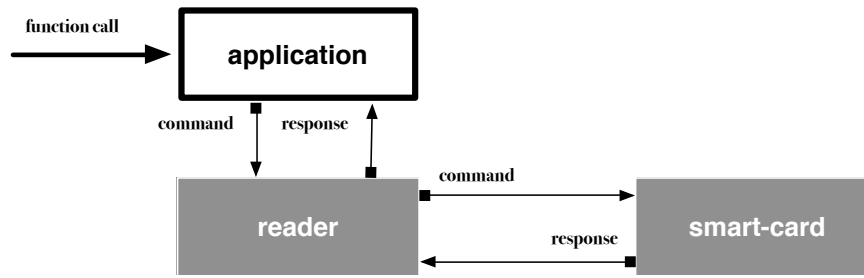 function call
application
command
response
command
reader
smart-card
response